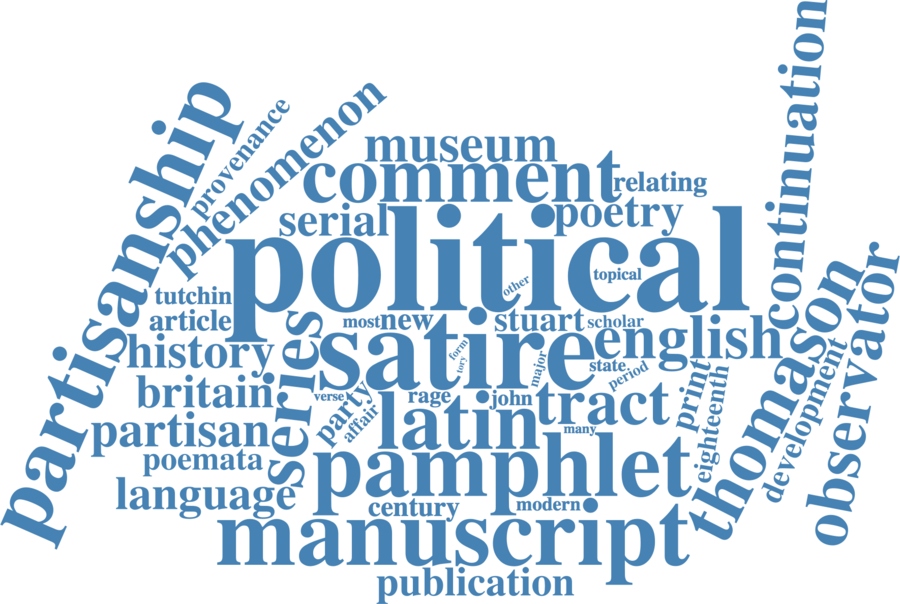 continuation
partisanship
provenance
phenomenon
museum
comment
relating
serial
poetry
political
topical
other
tutchin
article
most
new
stuart
scholar
english
thomason
observator
history
series
satire
form
tory
major
state
period
print
eighteenth
development
britain
verse
party
affair
rage
john
tract
many
partisan
latin
poemata
pamphlet
language
century
modern
manuscript
publication